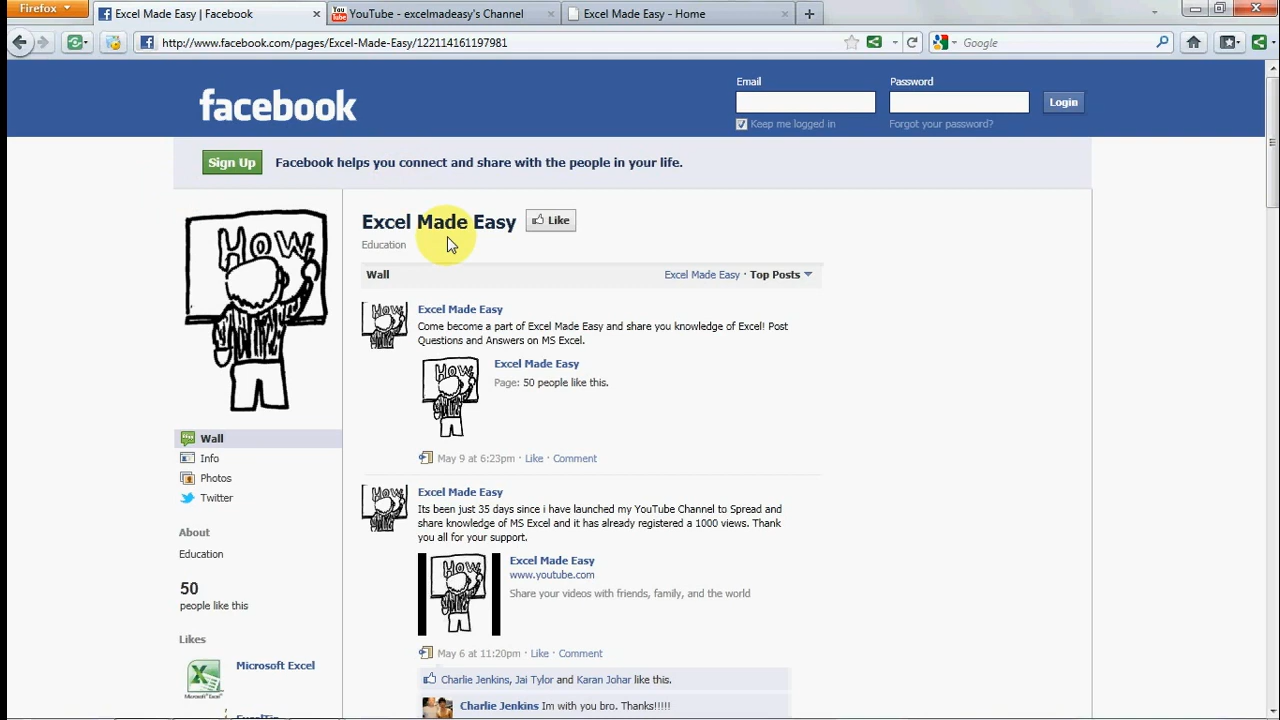 Firefox
Excel Made Easy | Facebook
YouTube - excelmadeasy's Channel
Excel Made Easy - Home
http://www.facebook.com/pages/Excel-Made-Easy/122114161197981
Google
facebook
Email
Password
Login
Keep me logged in
Forgot your password?
Sign Up
Facebook helps you connect and share with the people in your life.
HOW
Excel Made Easy
Like
Education
Wall
Excel Made Easy · Top Posts
Excel Made Easy
Come become a part of Excel Made Easy and share you knowledge of Excel! Post
Questions and Answers on MS Excel.
HOW
Excel Made Easy
Page: 50 people like this.
May 9 at 6:23pm · Like · Comment
Wall
Info
Photos
Twitter
About
Education
50
people like this
Likes
Microsoft Excel
Excel Made Easy
Its been just 35 days since i have launched my YouTube Channel to Spread and
share knowledge of MS Excel and it has already registered a 1000 views. Thank
you all for your support.
HOW
Excel Made Easy
www.youtube.com
Share your videos with friends, family, and the world
May 6 at 11:20pm · Like · Comment
Charlie Jenkins, Jai Tylor and Karan Johar like this.
Charlie Jenkins Im with you bro. Thanks!!!!!